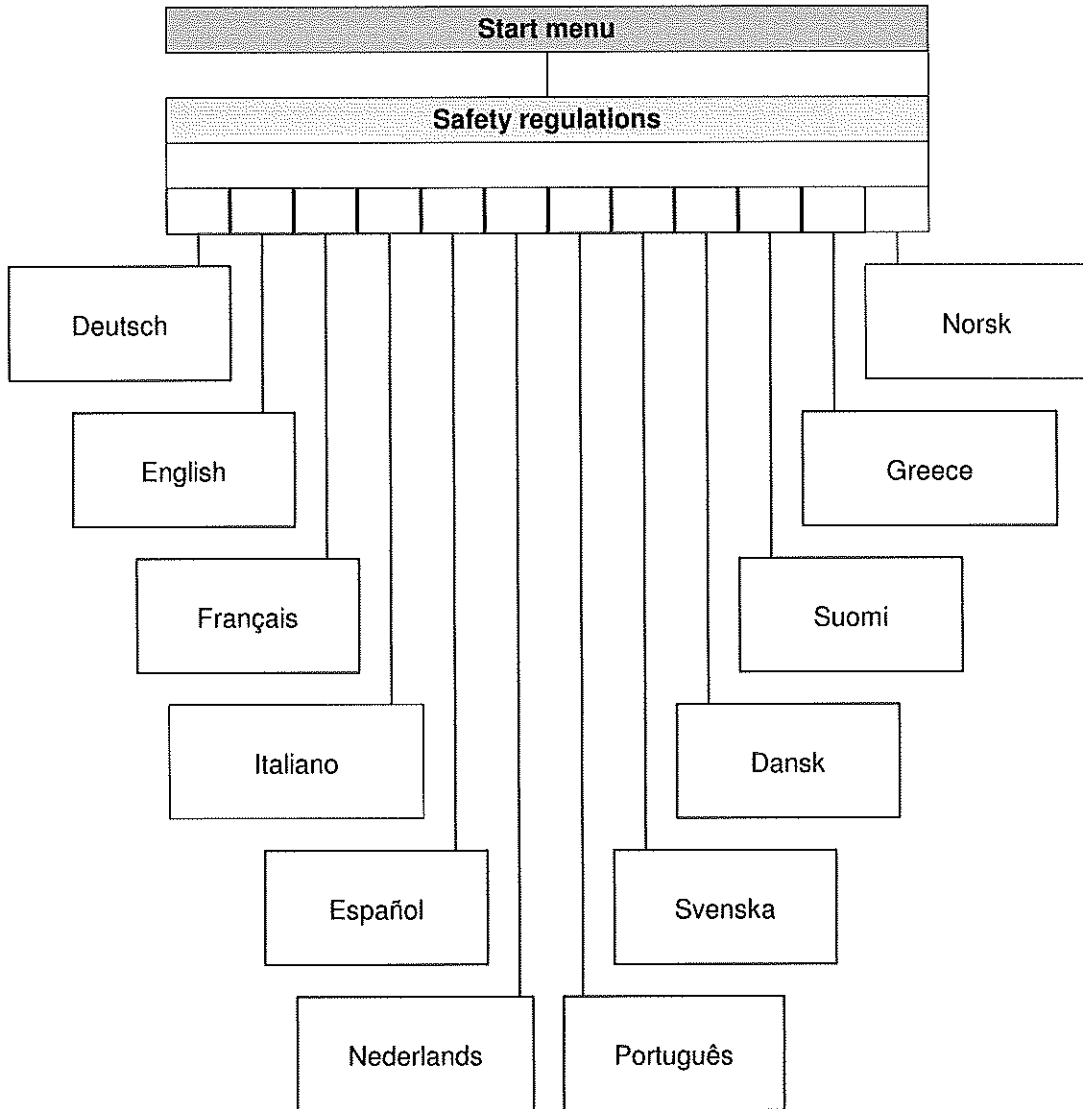 Start menu
Safety regulations
Deutsch
Norsk
English
Greece
Français
Suomi
Italiano
Dansk
Español
Svenska
Nederlands
Português